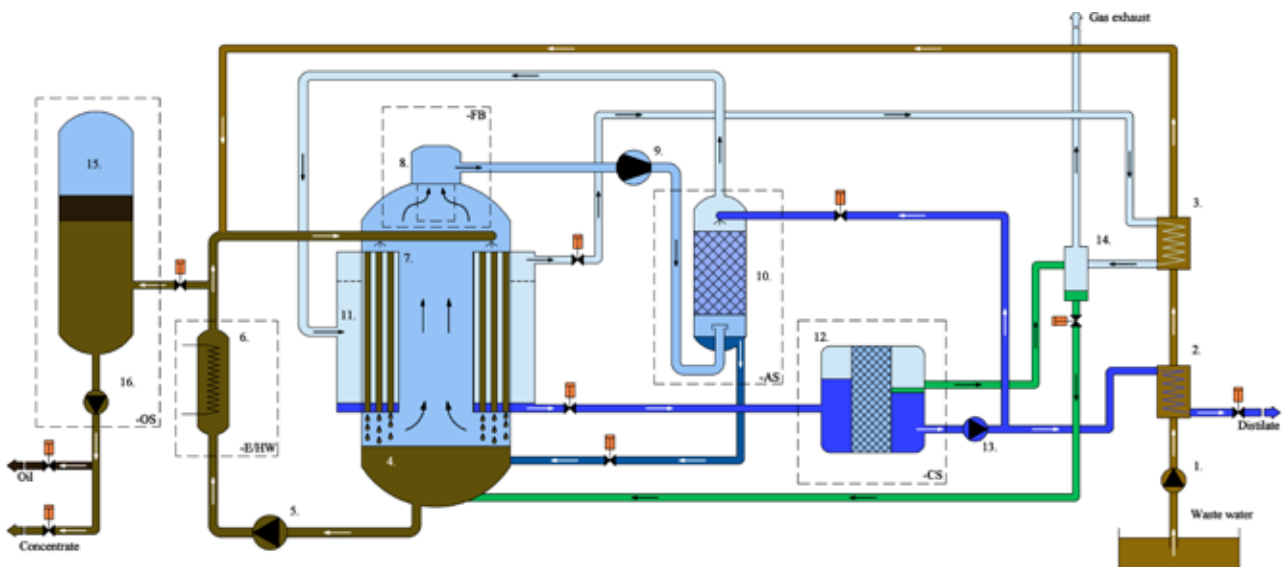 Gas exhaust
-FB
15.
8.
9.
3.
7.
10.
14.
11.
6.
12.
2.
16.
-OS
-AS
-E/HW
4.
13.
Distilate
-CS
1.
Oil
5.
Waste water
Concentrate